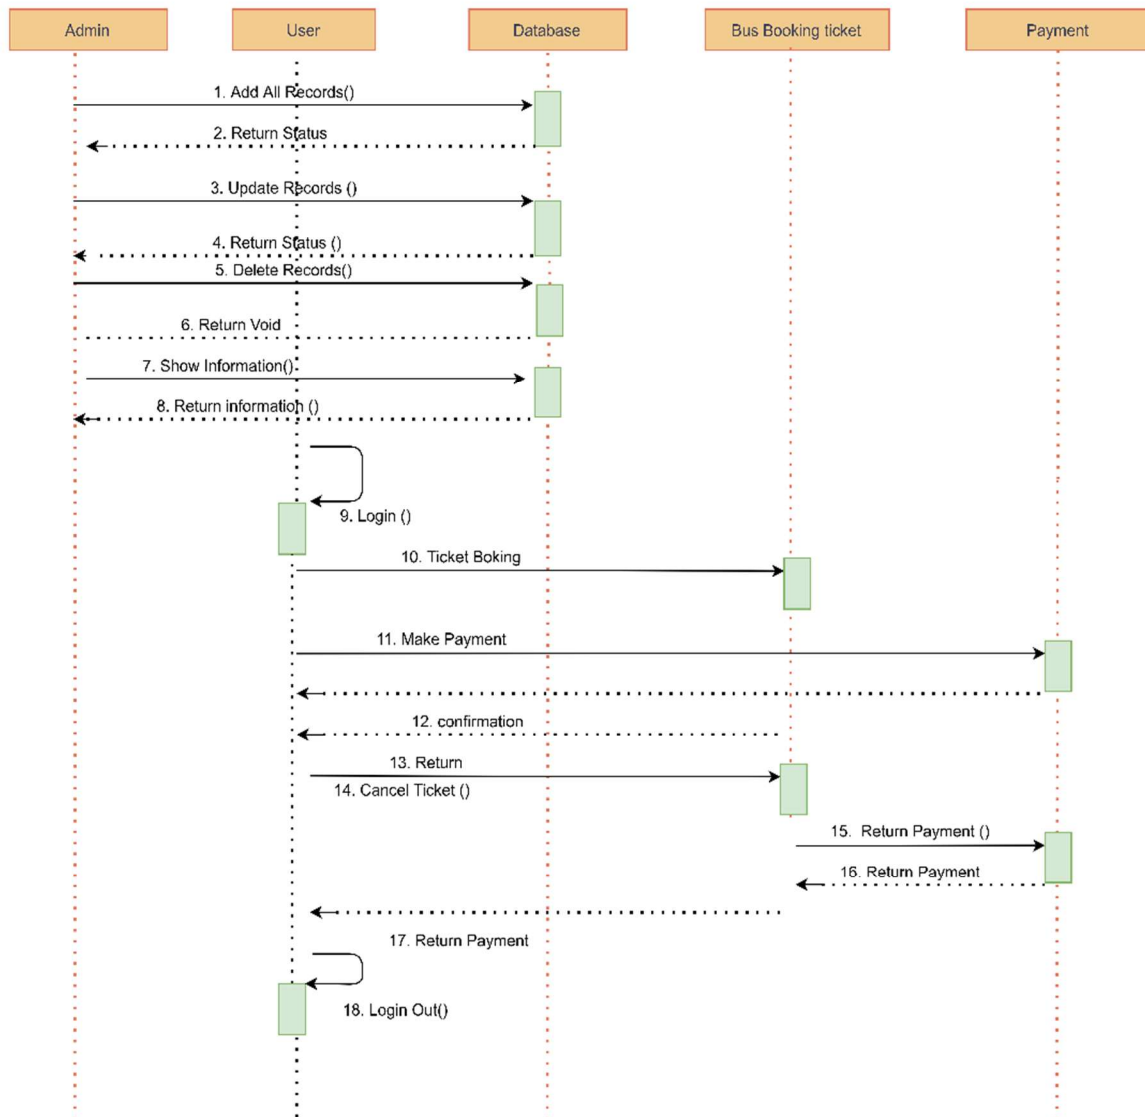 Admin
User
Database
Bus Booking ticket
Payment
1. Add All Records()
2. Return Status
3. Update Records ()
4. Return Status ()
5. Delete Records()
6. Return Void
7. Show Information()
8. Return information ()
9. Login ()
10. Ticket Boking
11. Make Payment
12. confirmation
13. Return
14. Cancel Ticket ()
15. Return Payment ()
16. Return Payment
17. Return Payment
18. Login Out()